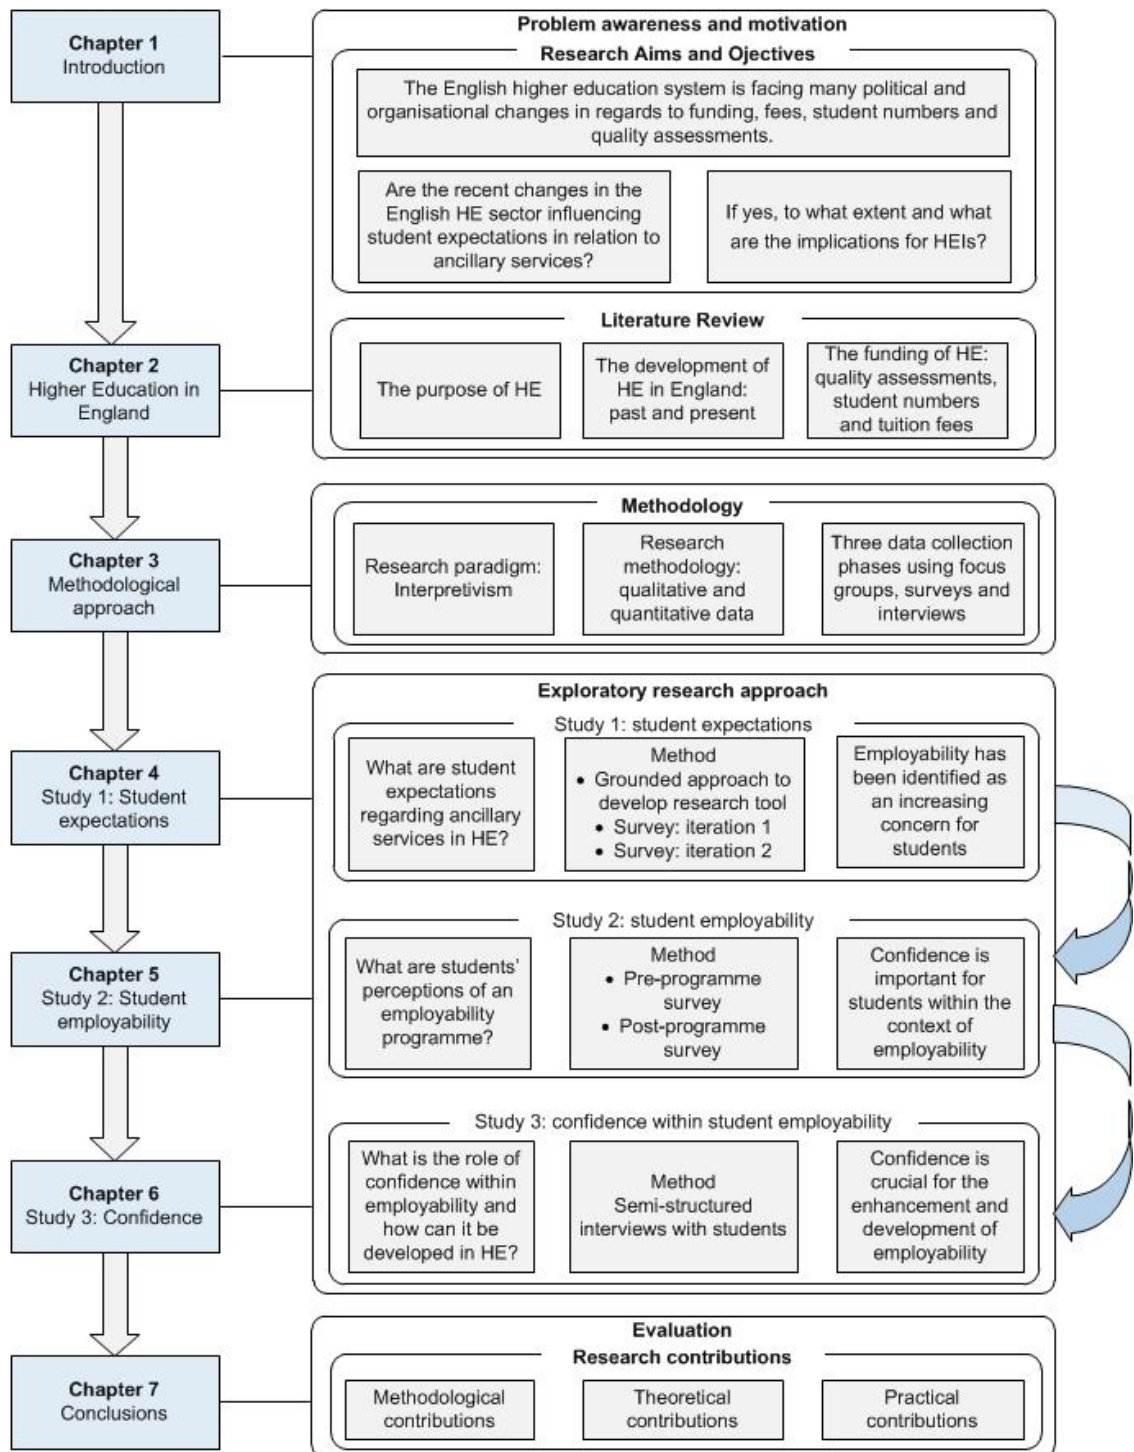 Chapter 1
Introduction
Problem awareness and motivation
Research Aims and Ojectives
The English higher education system is facing many political and
organisational changes in regards to funding, fees, student numbers and
quality assessments.
Are the recent changes in the
English HE sector influencing
student expectations in relation to
ancillary services?
If yes, to what extent and what
are the implications for HEIs?
Chapter 2
Higher Education in
England
Literature Review
The purpose of HE
The development of
HE in England:
past and present
The funding of HE:
quality assessments,
student numbers
and tuition fees
Chapter 3
Methodological
approach
Methodology
Research paradigm:
Interpretivism
Research
methodology:
qualitative and
quantitative data
Three data collection
phases using focus
groups, surveys and
interviews
Exploratory research approach
Chapter 4
Study 1: Student
expectations
Study 1: student expectations
What are student
expectations
regarding ancillary
services in HE?
Method
• Grounded approach to
develop research tool
• Survey: iteration 1
• Survey: iteration 2
Employability has
been identified as
an increasing
concern for
students
Chapter 5
Study 2: Student
employability
Study 2: student employability
What are students’
perceptions of an
employability
programme?
Method
• Pre-programme
survey
• Post-programme
survey
Confidence is
important for
students within the
context of
employability
Chapter 6
Study 3: Confidence
Study 3: confidence within student employability
What is the role of
confidence within
employability and
how can it be
developed in HE?
Method
Semi-structured
interviews with students
Confidence is
crucial for the
enhancement and
development of
employability
Chapter 7
Conclusions
Evaluation
Research contributions
Methodological
contributions
Theoretical
contributions
Practical
contributions